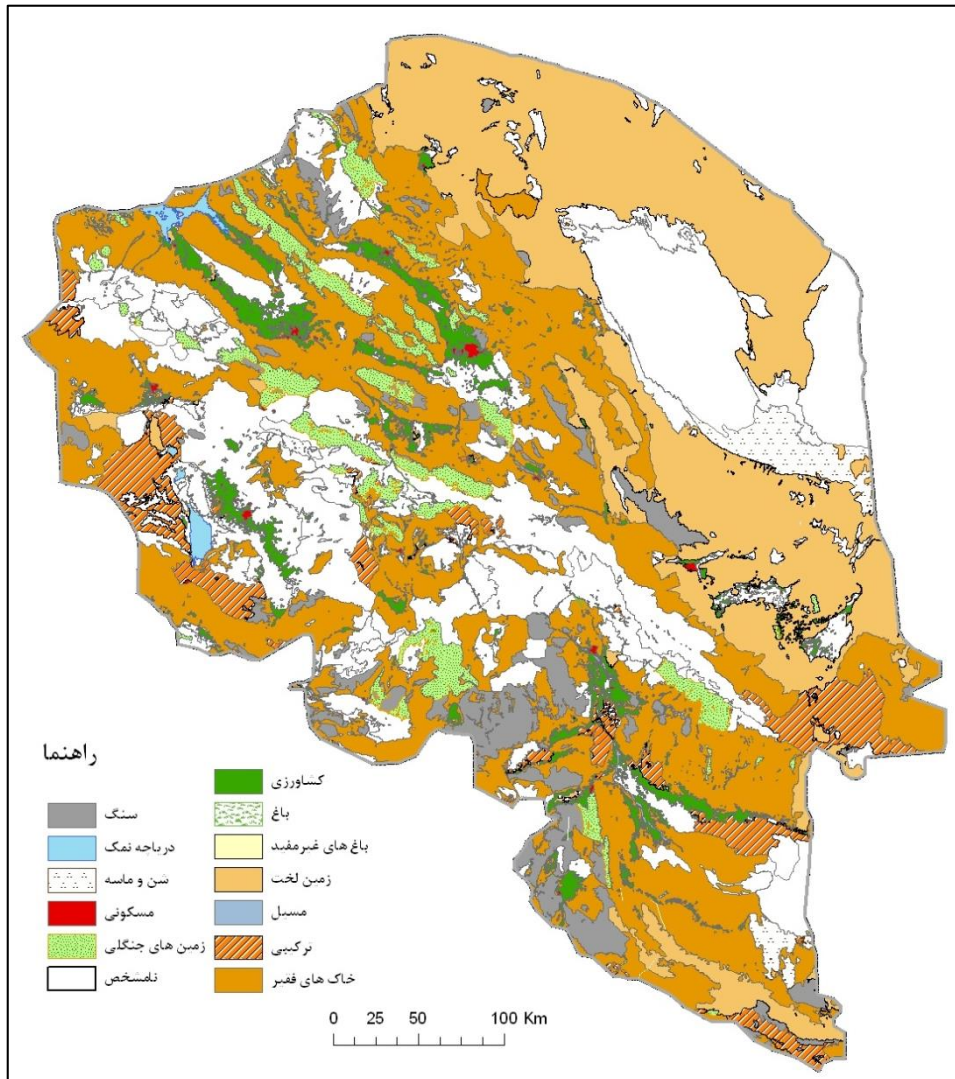 راهنما
کشاورزی
باغ
باغ های غیرمفید
زمین لخت
مسیل
ترکیبی
خاک های فقیر
سنگ
دریاچه نمک
شن و ماسه
مسکونی
زمین های جنگلی
نامشخص
0 25 50 100 Km